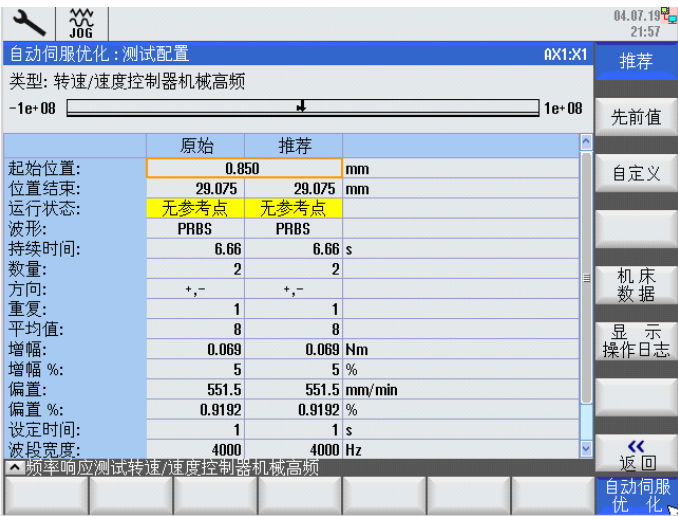 JOG
04.07.19
21:57
自动伺服优化 : 测试配置 AX1:X1
类型: 转速/速度控制器机械高频
-1e+08 1e+08
原始 推荐
起始位置: 0.850 mm
位置结束: 29.075 29.075 mm
运行状态: 无参考点 无参考点
波形: PRBS PRBS
持续时间: 6.66 6.66 s
数量: 2 2
方向: +,- +,-
重复: 1 1
平均值: 8 8
增幅: 0.069 0.069 Nm
增幅 %: 5 5 %
偏置: 551.5 551.5 mm/min
偏置 %: 0.9192 0.9192 %
设定时间: 1 1 s
波段宽度: 4000 4000 Hz
频率响应测试转速/速度控制器机械高频
推荐
先前值
自定义
机 床
数 据
显 示
操作日志
返 回
自动伺服
优 化